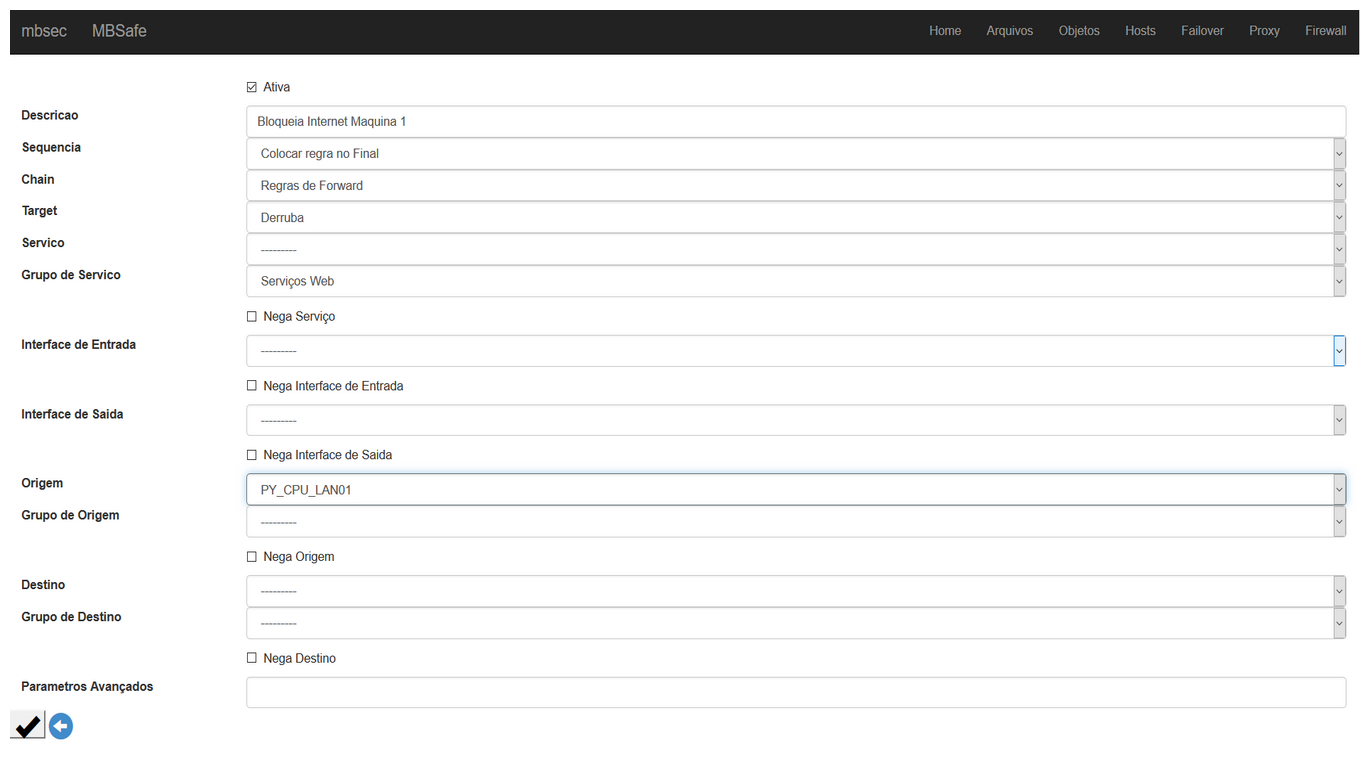 mbsec MBSafe Home Arquivos Objetos Hosts Failover Proxy Firewall
Ativa
Descricao Bloqueia Internet Maquina 1
Sequencia Colocar regra no Final
Chain Regras de Forward
Target Derruba
Servico ---------
Grupo de Servico Serviços Web
Nega Serviço
Interface de Entrada ---------
Nega Interface de Entrada
Interface de Saida ---------
Nega Interface de Saida
Origem PY_CPU_LAN01
Grupo de Origem ---------
Nega Origem
Destino ---------
Grupo de Destino ---------
Nega Destino
Parametros Avançados